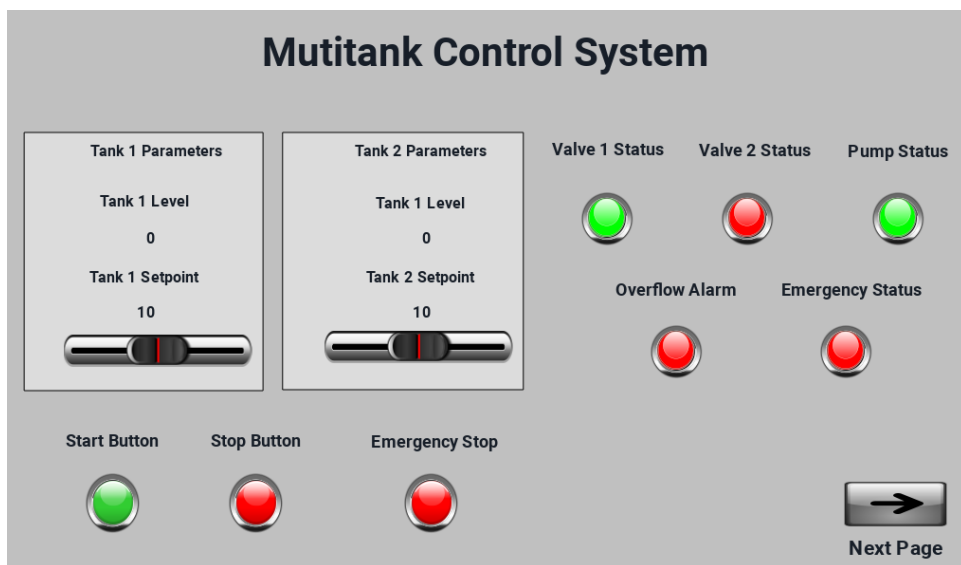 Mutitank Control System
Tank 1 Parameters
Tank 1 Level
0
Tank 1 Setpoint
10
Tank 2 Parameters
Tank 1 Level
0
Tank 2 Setpoint
10
Valve 1 Status
Valve 2 Status
Pump Status
Overflow Alarm
Emergency Status
Start Button
Stop Button
Emergency Stop
Next Page